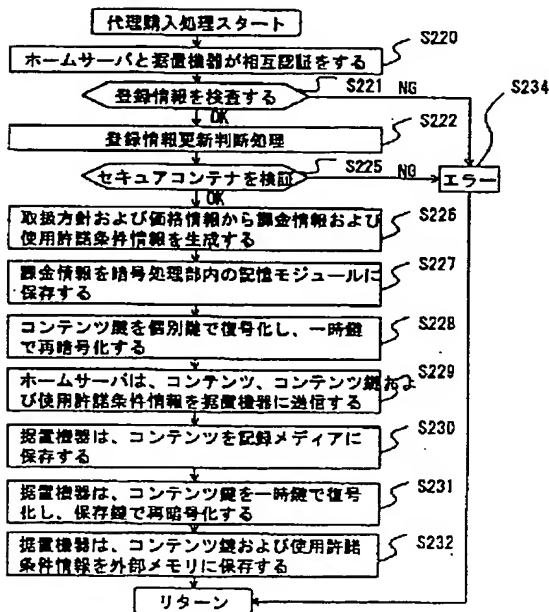 代理購入処理スタート
S220
ホームサーバと据置機器が相互認証をする
S221
登録情報を検査する
NG
S234
OK
S222
登録情報更新判断処理
S225
セキュアコンテナを検証
NG
エラー
OK
S226
取扱方針および価格情報から課金情報および
使用許諾条件情報を生成する
S227
課金情報を暗号処理部内の記憶モジュールに
保存する
S228
コンテンツ鍵を個別鍵で復号化し、一時鍵
で再暗号化する
S229
ホームサーバは、コンテンツ、コンテンツ鍵およ
び使用許諾条件情報を据置機器に送信する
S230
据置機器は、コンテンツを記録メディアに
保存する
S231
据置機器は、コンテンツ鍵を一時鍵で復号
化し、保存鍵で再暗号化する
S232
据置機器は、コンテンツ鍵および使用許諾
条件情報を外部メモリに保存する
リターン